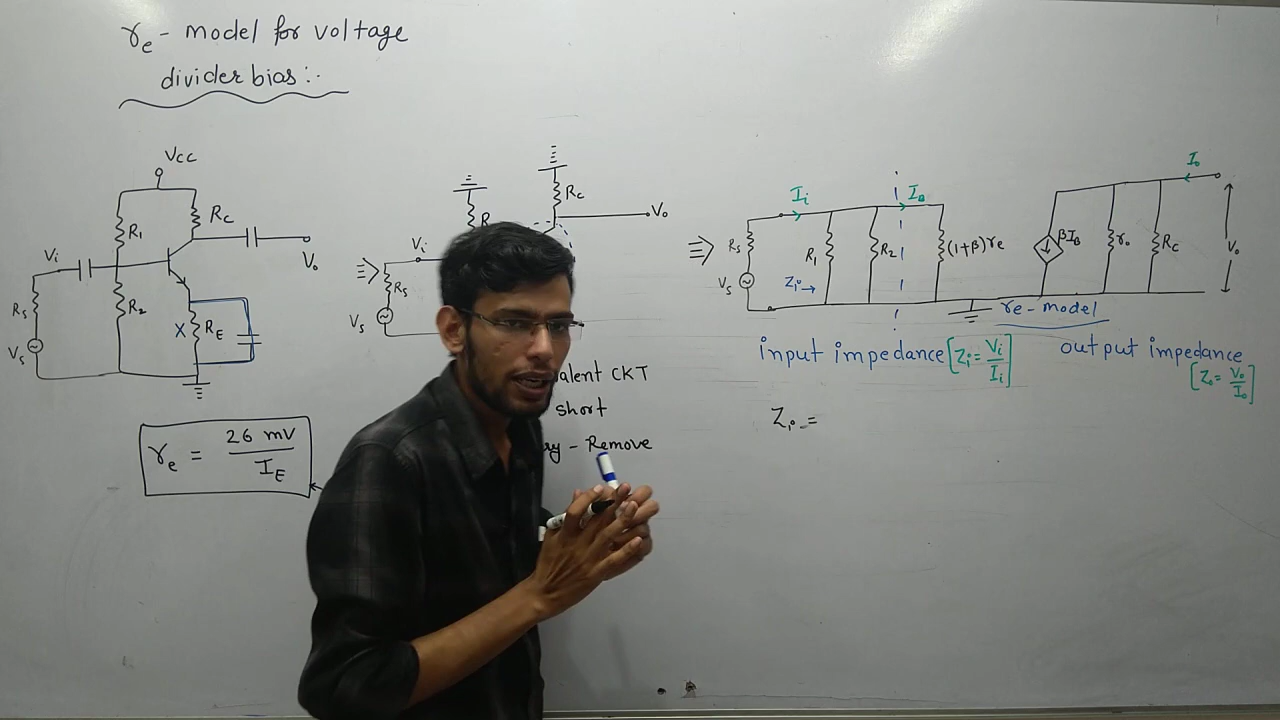 re - model for voltage
divider bias :-
Vcc
R1
Rc
Vi
Vo
R2
X RE
Rs
Vs
re = 26 mV / IE
Rc
Vo
Vi
Rs
Vs
alent CKT
short
- Remove
Ii
IB
Io
Rs
R1
R2
(1+β)re
βIB
ro
Rc
Vo
Vs
Zi →
re - model
input impedance [Zi = Vi / Ii]
output impedance
[Zo = Vo / Io]
Zi =